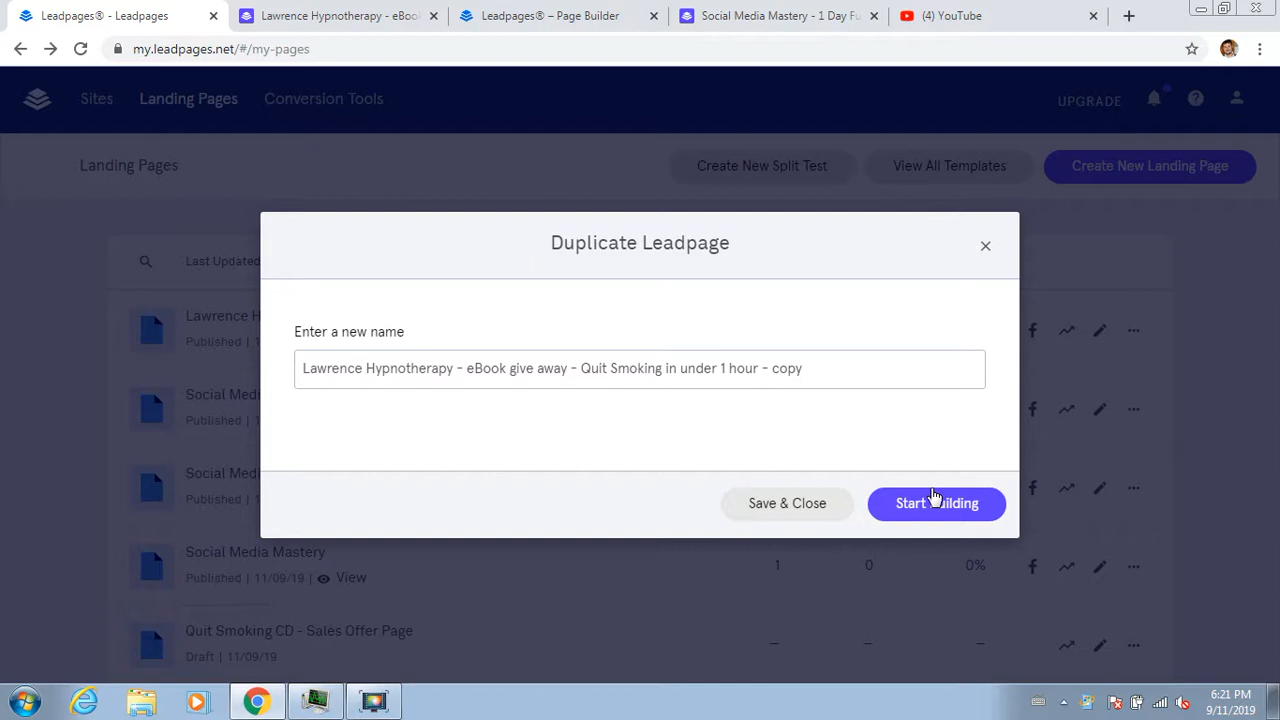 Leadpages® - Leadpages
Lawrence Hypnotherapy - eBook
Leadpages® – Page Builder
Social Media Mastery - 1 Day Fu
(4) YouTube
my.leadpages.net/#/my-pages
Sites
Landing Pages
Conversion Tools
UPGRADE
Landing Pages
Create New Split Test
View All Templates
Create New Landing Page
Duplicate Leadpage
Last Updated
Enter a new name
Lawrence Hypnotherapy - eBook give away - Quit Smoking in under 1 hour - copy
Lawrence H
Published
Social Med
Published
Social Med
Published
Save & Close
Start Building
Social Media Mastery
1 0 0%
Published | 11/09/19 View
Quit Smoking CD - Sales Offer Page
– – –
Draft | 11/09/19
6:21 PM
9/11/2019